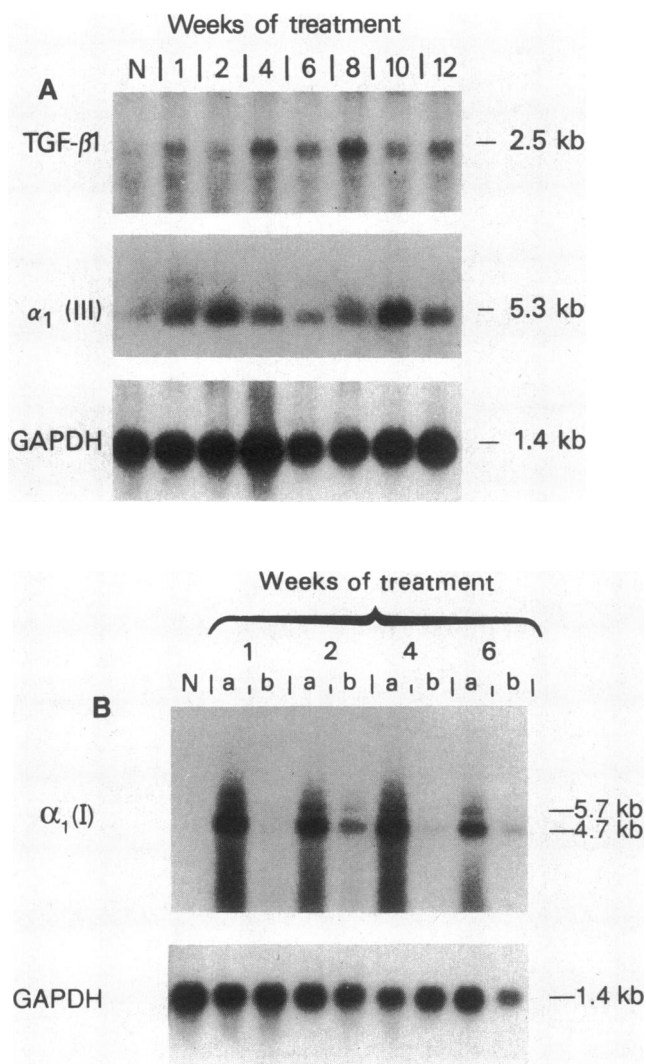 Weeks of treatment
N | 1 | 2 | 4 | 6 | 8 | 10 | 12
A
TGF-β1 — 2.5 kb
α₁ (III) — 5.3 kb
GAPDH — 1.4 kb
Weeks of treatment
1 2 4 6
N | a ╷ b | a ╷ b | a ╷ b | a ╷ b |
B
—5.7 kb
α₁(I) —4.7 kb
GAPDH —1.4 kb